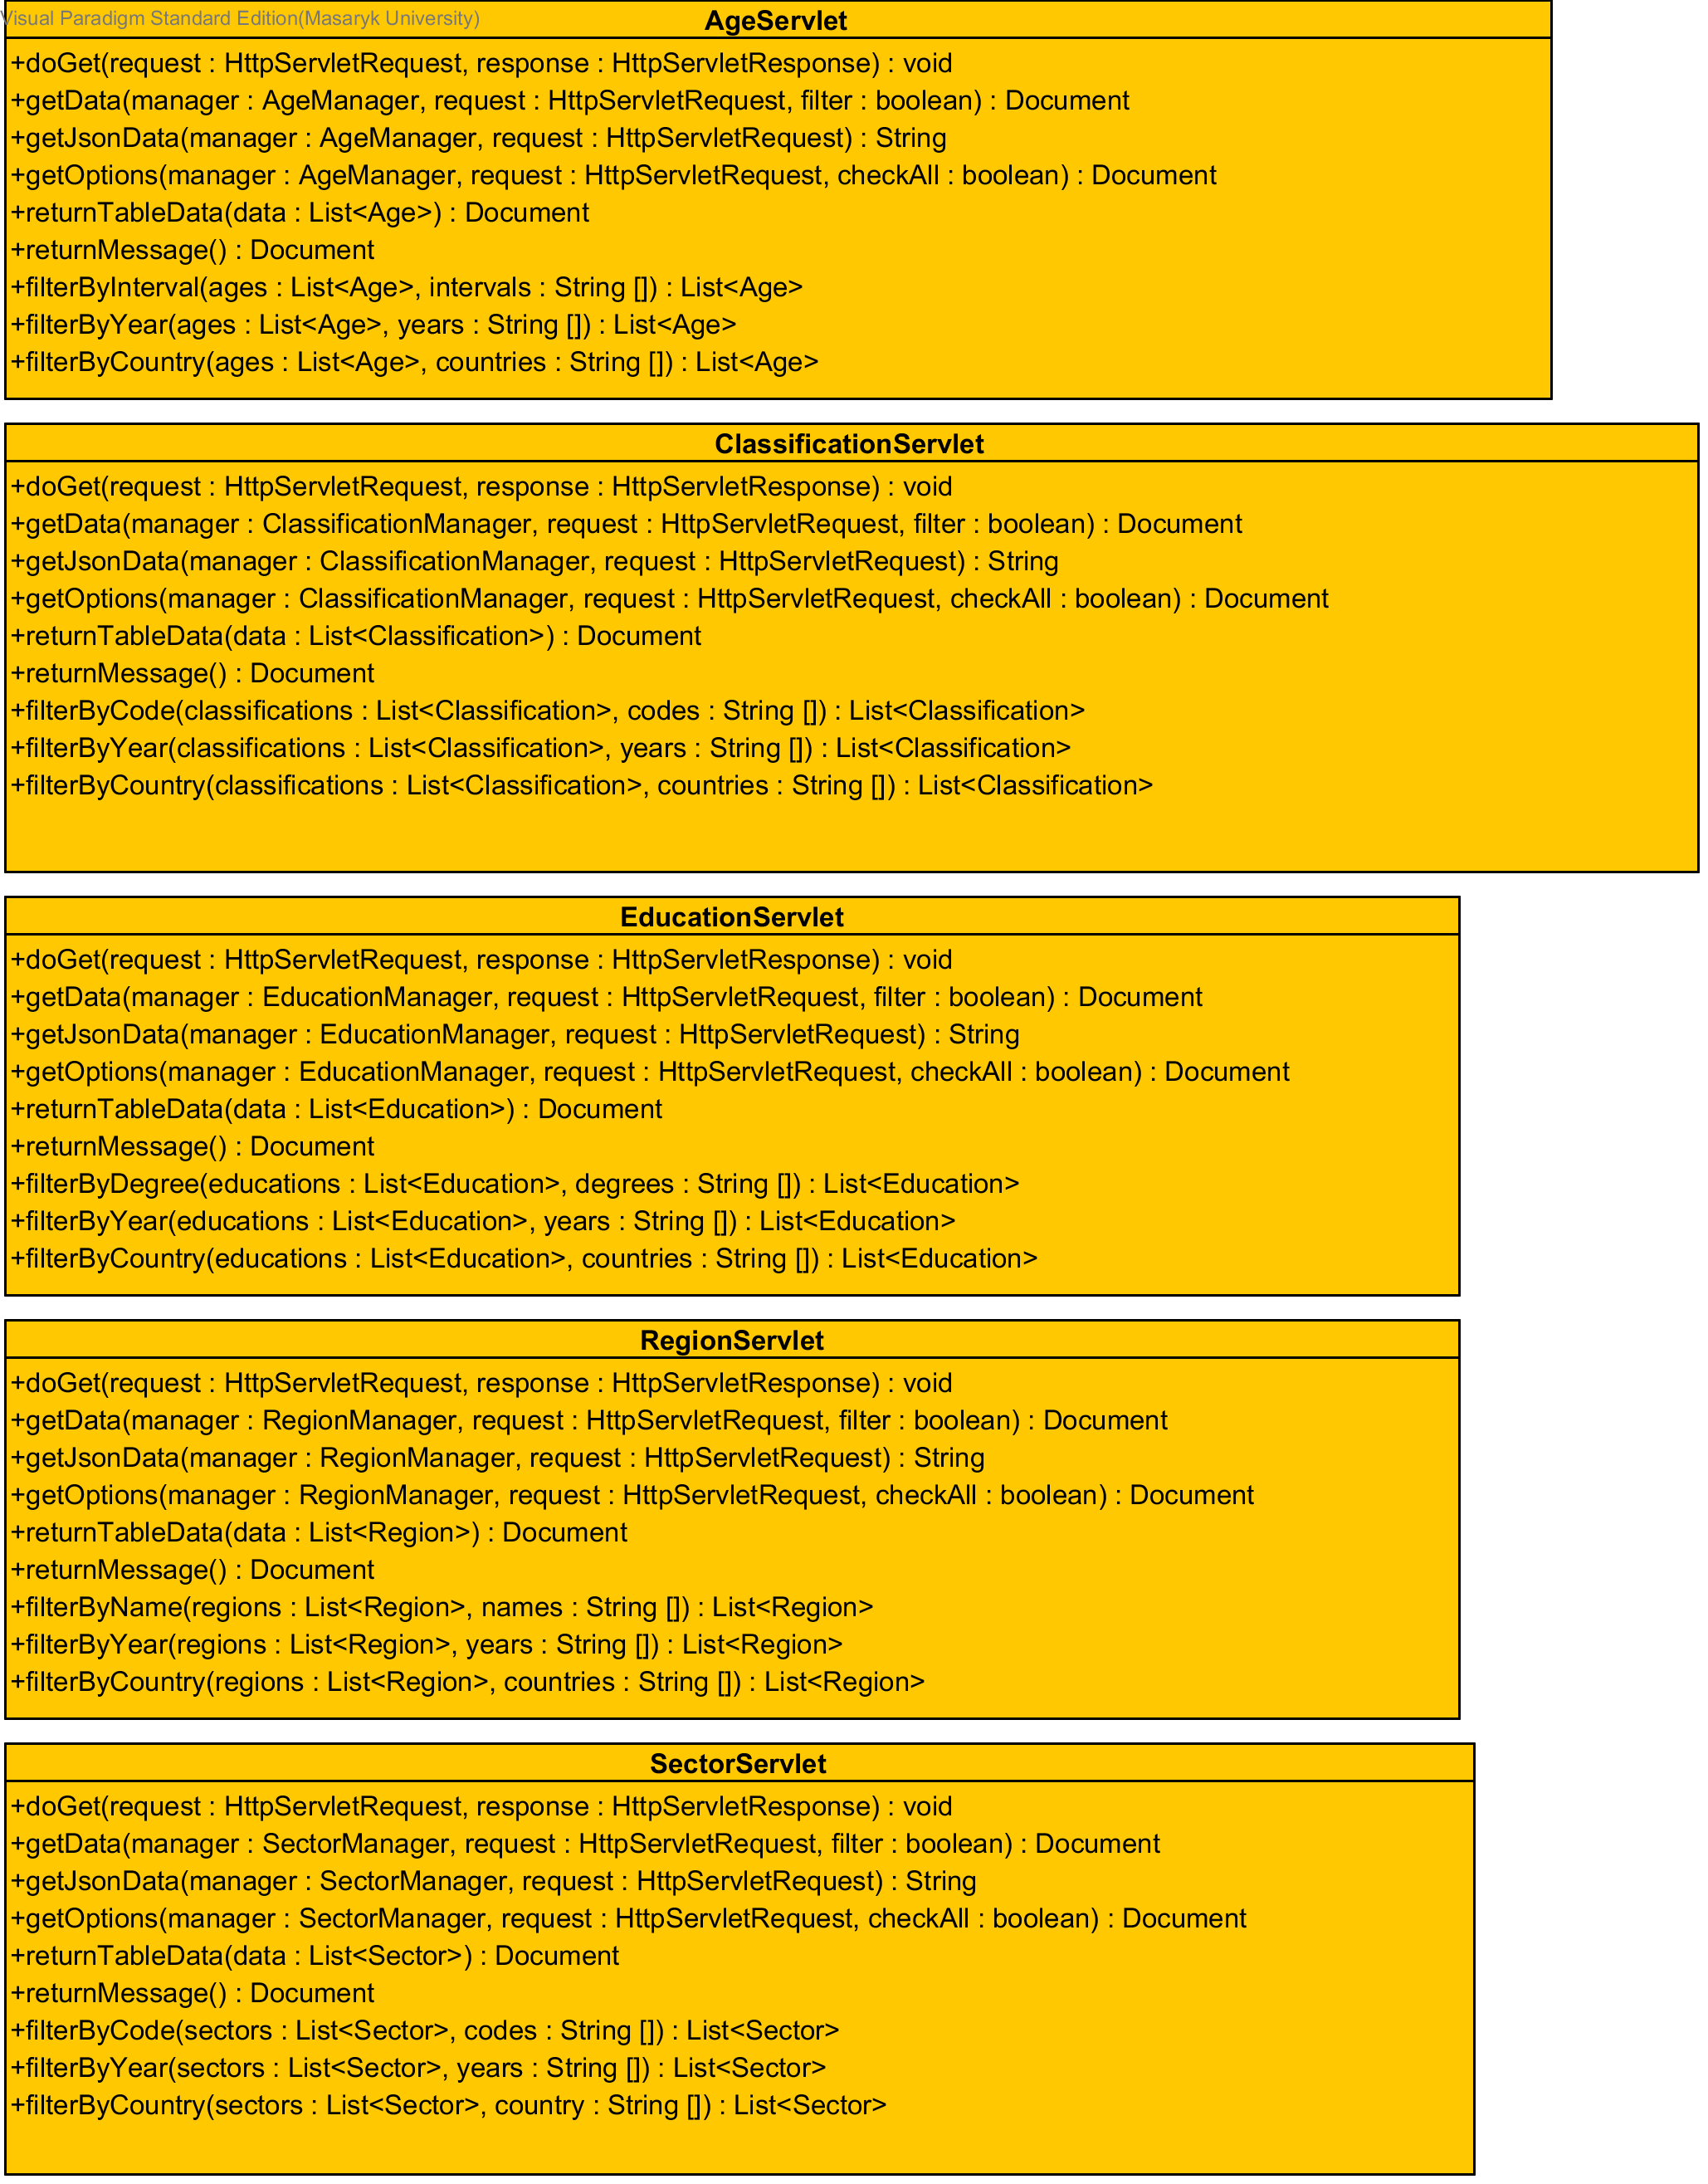 Visual Paradigm Standard Edition(Masaryk University)
AgeServlet
+doGet(request : HttpServletRequest, response : HttpServletResponse) : void
+getData(manager : AgeManager, request : HttpServletRequest, filter : boolean) : Document
+getJsonData(manager : AgeManager, request : HttpServletRequest) : String
+getOptions(manager : AgeManager, request : HttpServletRequest, checkAll : boolean) : Document
+returnTableData(data : List<Age>) : Document
+returnMessage() : Document
+filterByInterval(ages : List<Age>, intervals : String []) : List<Age>
+filterByYear(ages : List<Age>, years : String []) : List<Age>
+filterByCountry(ages : List<Age>, countries : String []) : List<Age>
ClassificationServlet
+doGet(request : HttpServletRequest, response : HttpServletResponse) : void
+getData(manager : ClassificationManager, request : HttpServletRequest, filter : boolean) : Document
+getJsonData(manager : ClassificationManager, request : HttpServletRequest) : String
+getOptions(manager : ClassificationManager, request : HttpServletRequest, checkAll : boolean) : Document
+returnTableData(data : List<Classification>) : Document
+returnMessage() : Document
+filterByCode(classifications : List<Classification>, codes : String []) : List<Classification>
+filterByYear(classifications : List<Classification>, years : String []) : List<Classification>
+filterByCountry(classifications : List<Classification>, countries : String []) : List<Classification>
EducationServlet
+doGet(request : HttpServletRequest, response : HttpServletResponse) : void
+getData(manager : EducationManager, request : HttpServletRequest, filter : boolean) : Document
+getJsonData(manager : EducationManager, request : HttpServletRequest) : String
+getOptions(manager : EducationManager, request : HttpServletRequest, checkAll : boolean) : Document
+returnTableData(data : List<Education>) : Document
+returnMessage() : Document
+filterByDegree(educations : List<Education>, degrees : String []) : List<Education>
+filterByYear(educations : List<Education>, years : String []) : List<Education>
+filterByCountry(educations : List<Education>, countries : String []) : List<Education>
RegionServlet
+doGet(request : HttpServletRequest, response : HttpServletResponse) : void
+getData(manager : RegionManager, request : HttpServletRequest, filter : boolean) : Document
+getJsonData(manager : RegionManager, request : HttpServletRequest) : String
+getOptions(manager : RegionManager, request : HttpServletRequest, checkAll : boolean) : Document
+returnTableData(data : List<Region>) : Document
+returnMessage() : Document
+filterByName(regions : List<Region>, names : String []) : List<Region>
+filterByYear(regions : List<Region>, years : String []) : List<Region>
+filterByCountry(regions : List<Region>, countries : String []) : List<Region>
SectorServlet
+doGet(request : HttpServletRequest, response : HttpServletResponse) : void
+getData(manager : SectorManager, request : HttpServletRequest, filter : boolean) : Document
+getJsonData(manager : SectorManager, request : HttpServletRequest) : String
+getOptions(manager : SectorManager, request : HttpServletRequest, checkAll : boolean) : Document
+returnTableData(data : List<Sector>) : Document
+returnMessage() : Document
+filterByCode(sectors : List<Sector>, codes : String []) : List<Sector>
+filterByYear(sectors : List<Sector>, years : String []) : List<Sector>
+filterByCountry(sectors : List<Sector>, country : String []) : List<Sector>